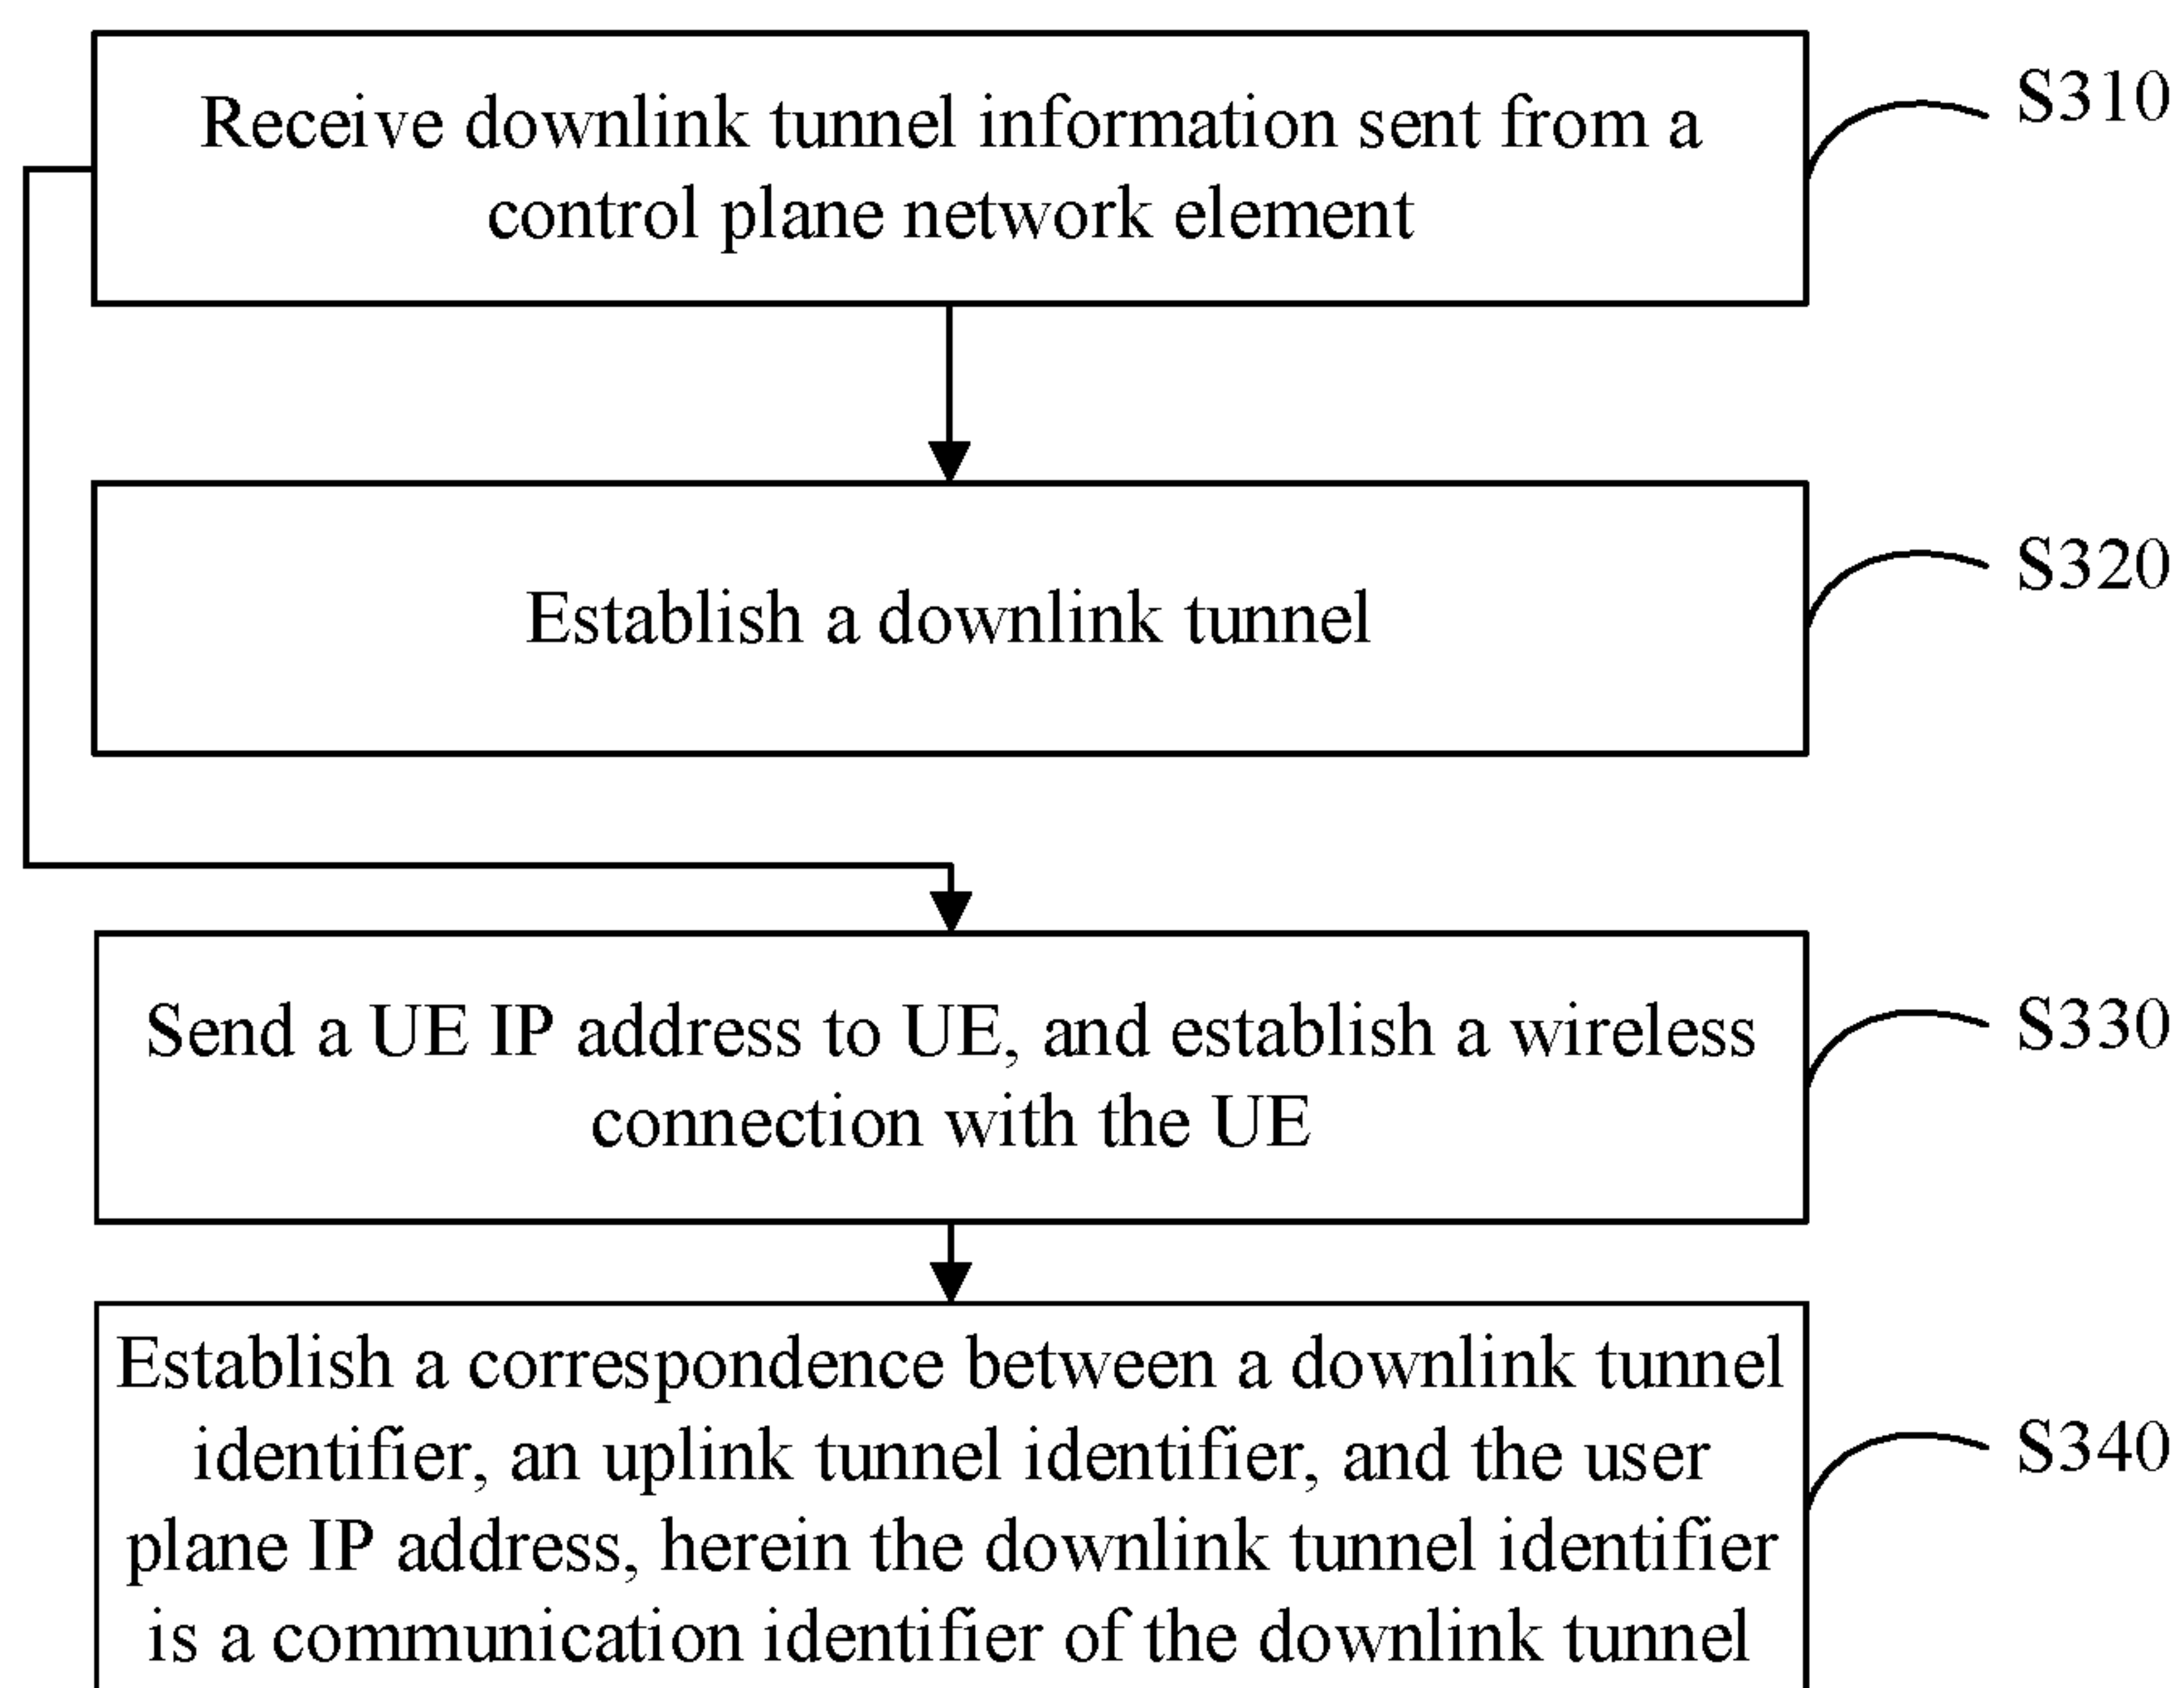 Receive downlink tunnel information sent from a
control plane network element
S310
Establish a downlink tunnel
S320
Send a UE IP address to UE, and establish a wireless
connection with the UE
S330
Establish a correspondence between a downlink tunnel
identifier, an uplink tunnel identifier, and the user
plane IP address, herein the downlink tunnel identifier
is a communication identifier of the downlink tunnel
S340